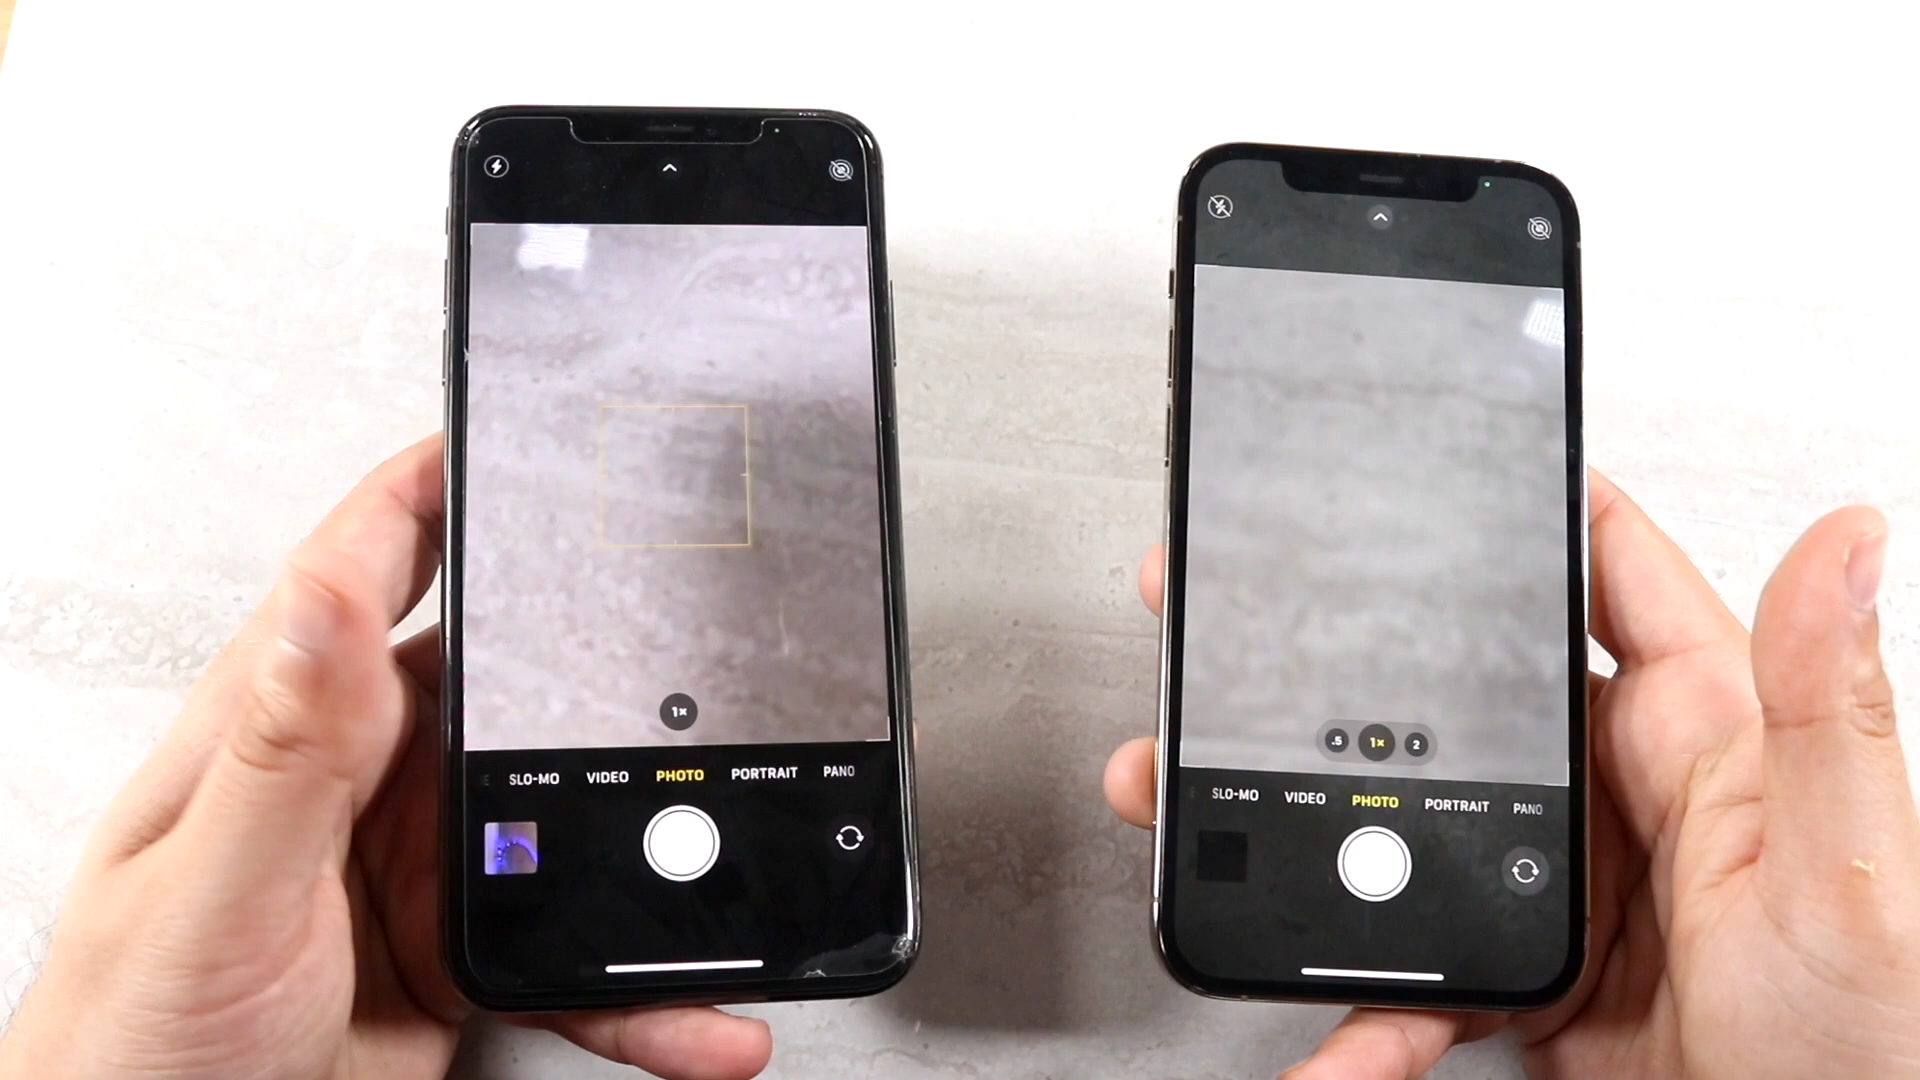 1×
SLO-MO VIDEO PHOTO PORTRAIT PANO
.5 1× 2
SLO-MO VIDEO PHOTO PORTRAIT PANO